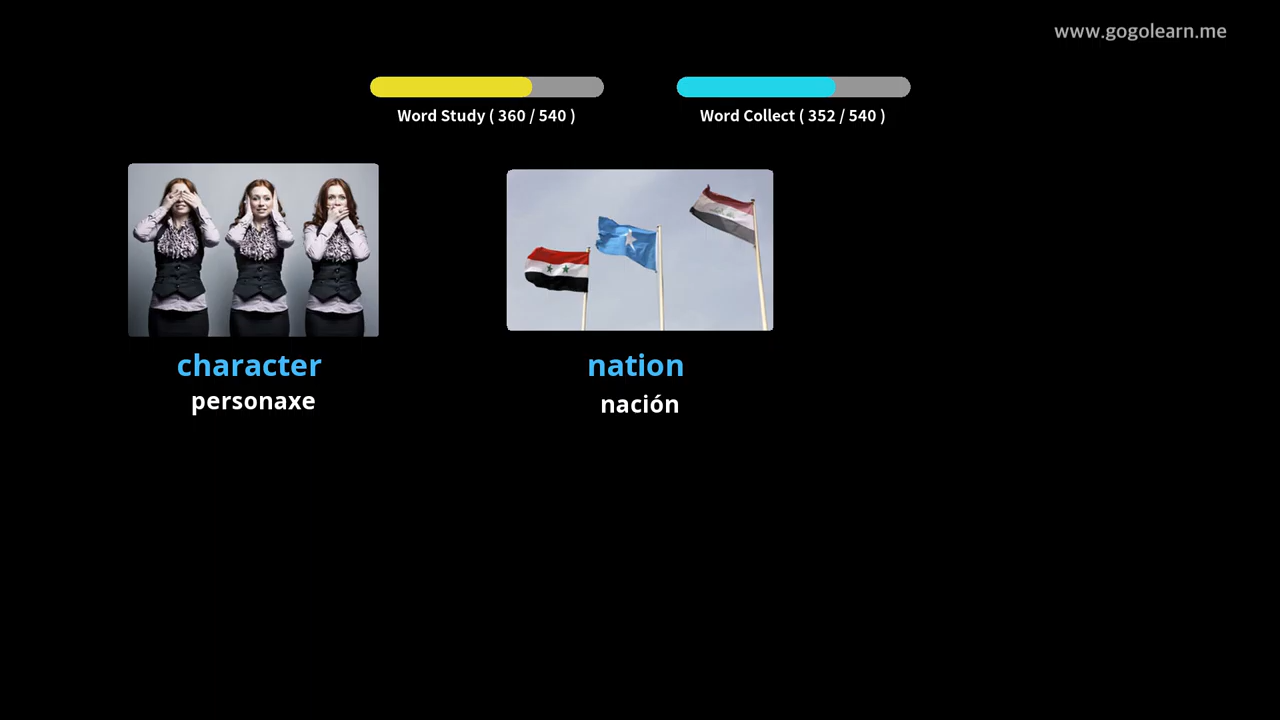 www.gogolearn.me
Word Study ( 360 / 540 )
Word Collect ( 352 / 540 )
character
personaxe
nation
nación